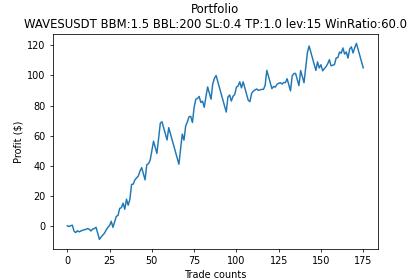 Portfolio
WAVESUSDT BBM:1.5 BBL:200 SL:0.4 TP:1.0 lev:15 WinRatio:60.0
Profit ($)
120
100
80
60
40
20
0
0 25 50 75 100 125 150 175
Trade counts